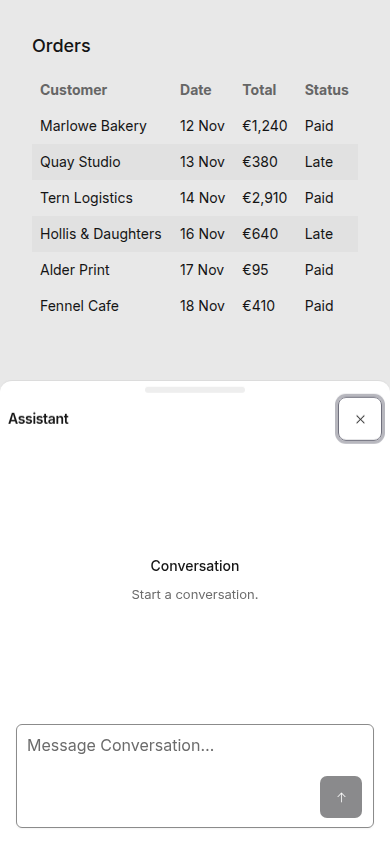 Orders
Customer Date Total Status
Marlowe Bakery 12 Nov €1,240 Paid
Quay Studio 13 Nov €380 Late
Tern Logistics 14 Nov €2,910 Paid
Hollis & Daughters 16 Nov €640 Late
Alder Print 17 Nov €95 Paid
Fennel Cafe 18 Nov €410 Paid
Assistant
Conversation
Start a conversation.
Message Conversation...